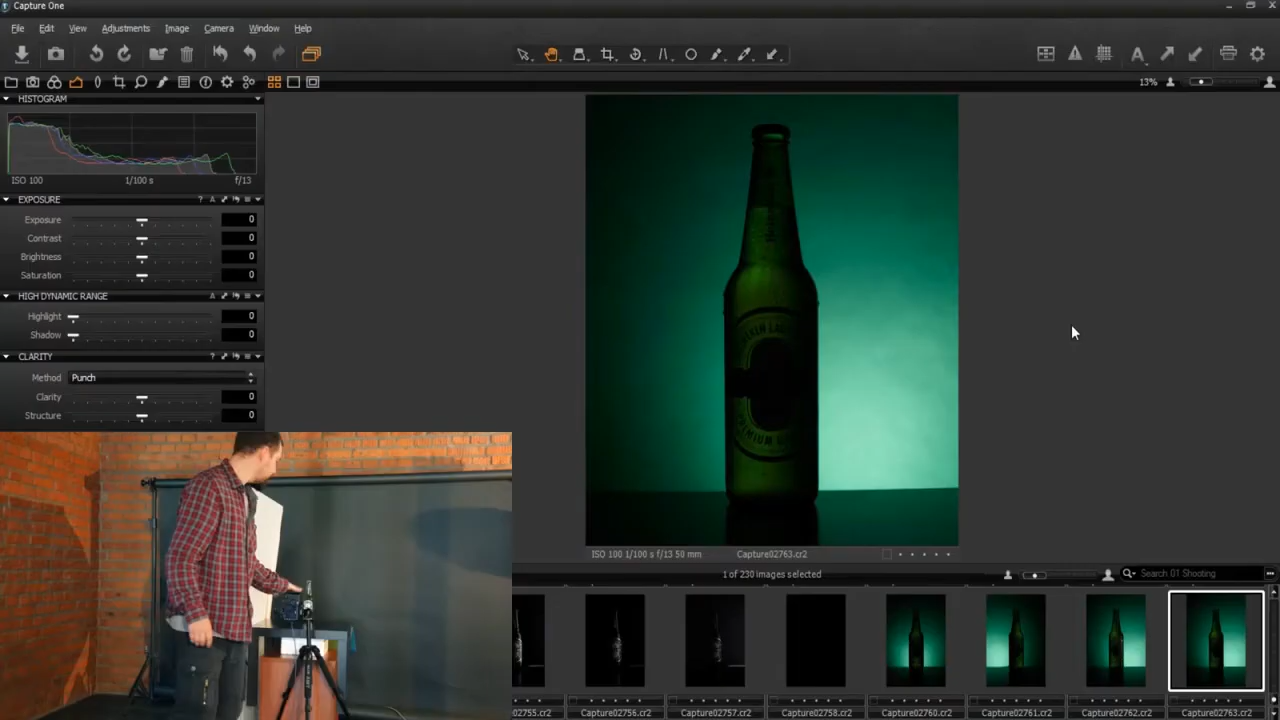 Capture One
File Edit View Adjustments Image Camera Window Help
13%
HISTOGRAM
ISO 100 1/100 s f/13
EXPOSURE
Exposure 0
Contrast 0
Brightness 0
Saturation 0
HIGH DYNAMIC RANGE
Highlight 0
Shadow 0
CLARITY
Method Punch
Clarity 0
Structure 0
PREMIUM
ISO 100 1/100 s f/13 50 mm Capture02763.cr2
1 of 230 images selected
Search 01 Shooting
02755.cr2 Capture02756.cr2 Capture02757.cr2 Capture02758.cr2 Capture02760.cr2 Capture02761.cr2 Capture02762.cr2 Capture02763.cr2